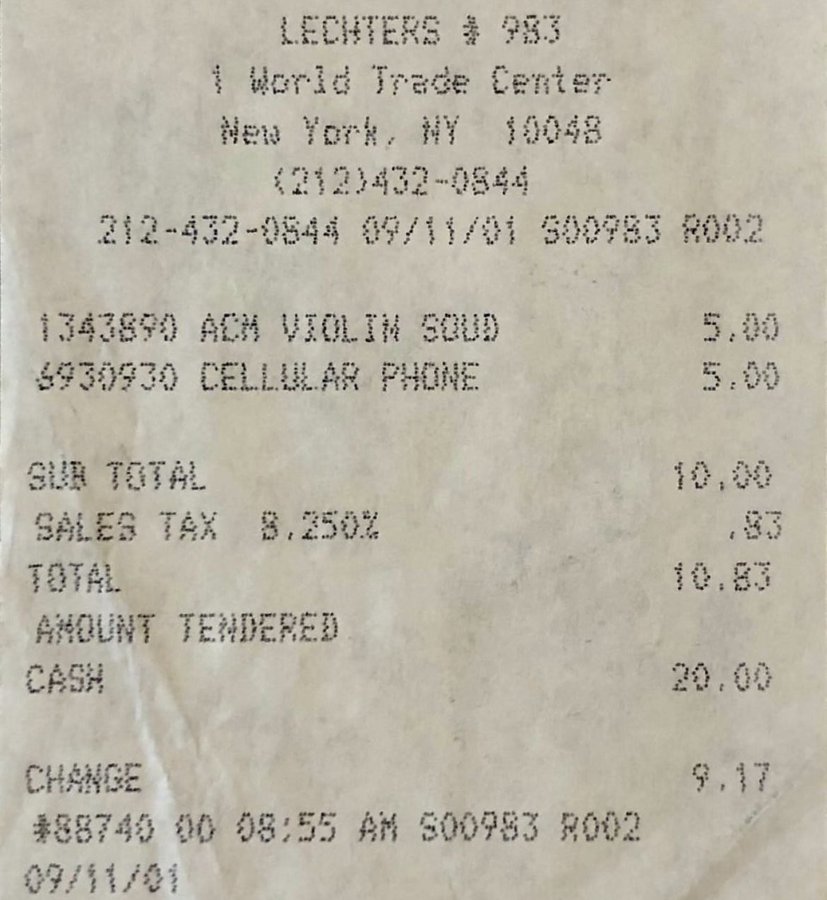 LECHTERS # 983
1 World Trade Center
New York, NY 10048
(212)432-0844
212-432-0844 09/11/01 S00983 R002
1343890 ACM VIOLIN SOUD 5.00
6930930 CELLULAR PHONE 5.00
SUB TOTAL 10.00
SALES TAX 8.250% .83
TOTAL 10.83
AMOUNT TENDERED
CASH 20.00
CHANGE 9.17
#88740 00 08:55 AM S00983 R002
09/11/01